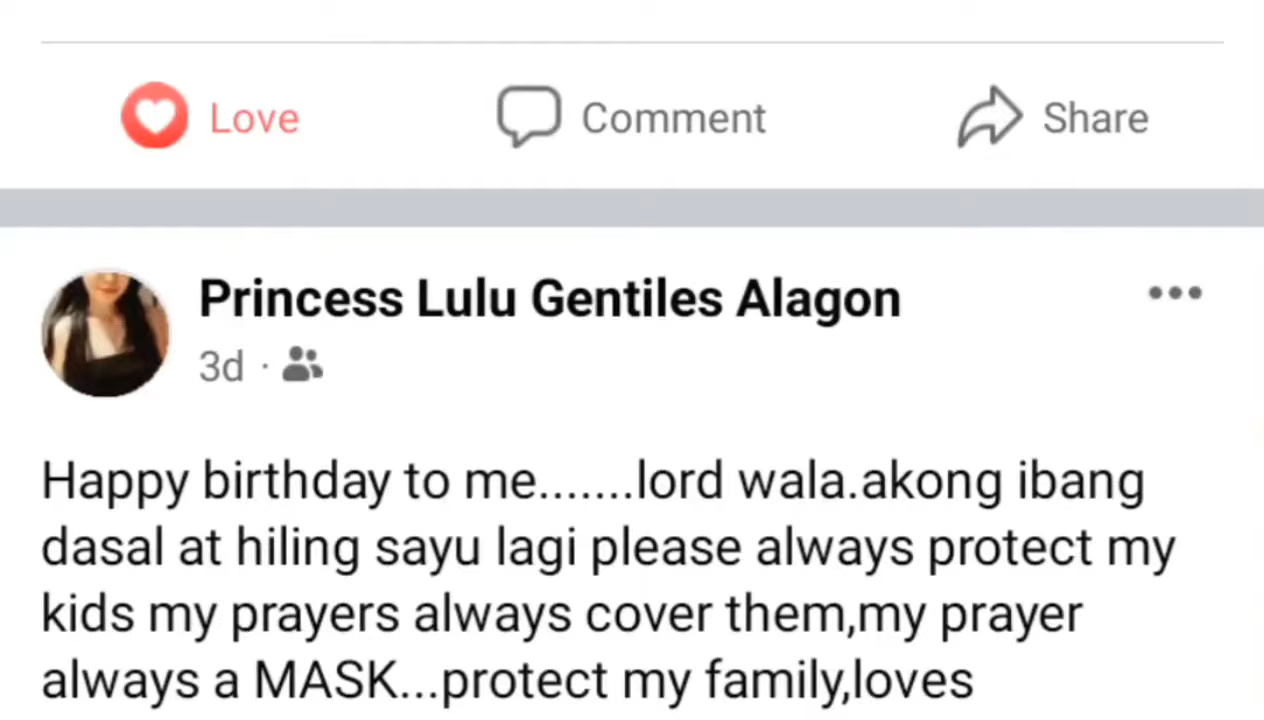 Love Comment Share
Princess Lulu Gentiles Alagon
3d ·
Happy birthday to me.......lord wala.akong ibang
dasal at hiling sayu lagi please always protect my
kids my prayers always cover them,my prayer
always a MASK...protect my family,loves